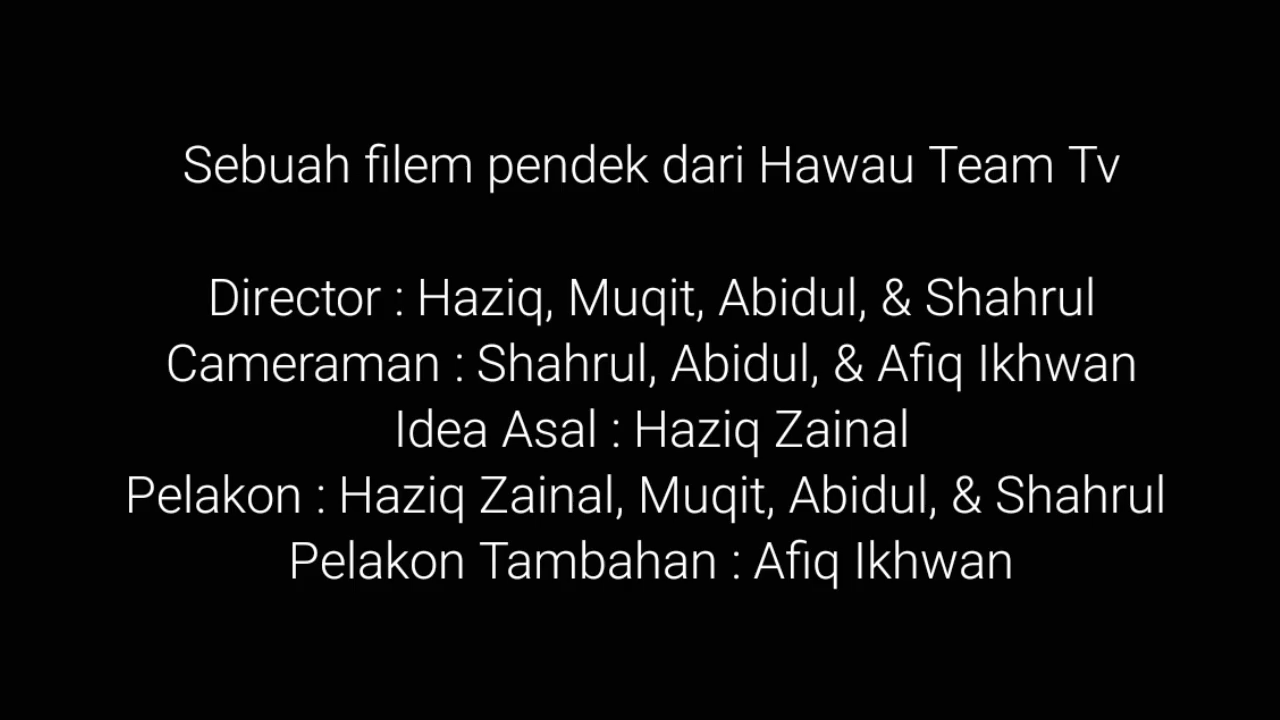 Sebuah filem pendek dari Hawau Team Tv
Director : Haziq, Muqit, Abidul, & Shahrul
Cameraman : Shahrul, Abidul, & Afiq Ikhwan
Idea Asal : Haziq Zainal
Pelakon : Haziq Zainal, Muqit, Abidul, & Shahrul
Pelakon Tambahan : Afiq Ikhwan